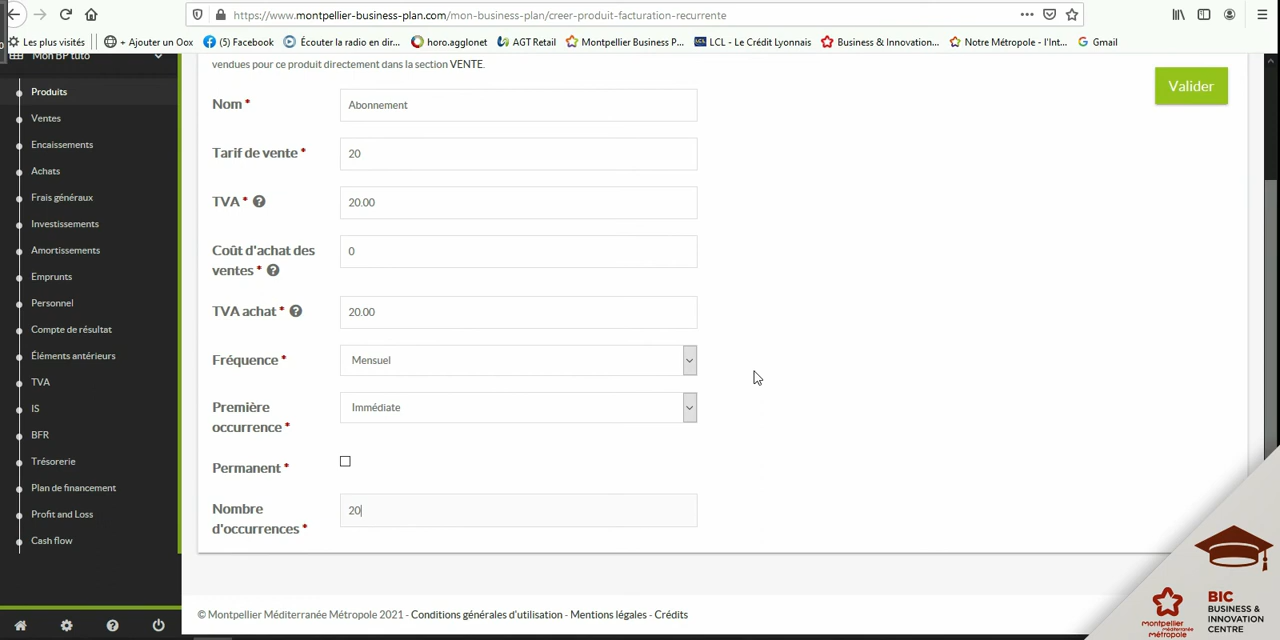 https://www.montpellier-business-plan.com/mon-business-plan/creer-produit-facturation-recurrente
Les plus visités
+ Ajouter un Oox
(5) Facebook
Écouter la radio en dir...
horo.agglonet
AGT Retail
Montpellier Business P...
LCL - Le Crédit Lyonnais
Business & Innovation...
Notre Métropole - l'Int...
Gmail
Mon BP tuto
Produits
Ventes
Encaissements
Achats
Frais généraux
Investissements
Amortissements
Emprunts
Personnel
Compte de résultat
Éléments antérieurs
TVA
IS
BFR
Trésorerie
Plan de financement
Profit and Loss
Cash flow
vendues pour ce produit directement dans la section VENTE.
Valider
Nom * Abonnement
Tarif de vente * 20
TVA * 20.00
Coût d'achat des
ventes * 0
TVA achat * 20.00
Fréquence * Mensuel
Première
occurrence * Immédiate
Permanent *
Nombre
d'occurrences * 20
© Montpellier Méditerranée Métropole 2021 - Conditions générales d'utilisation - Mentions légales - Crédits
montpellier
méditerranée
métropole
BIC
BUSINESS &
INNOVATION
CENTRE